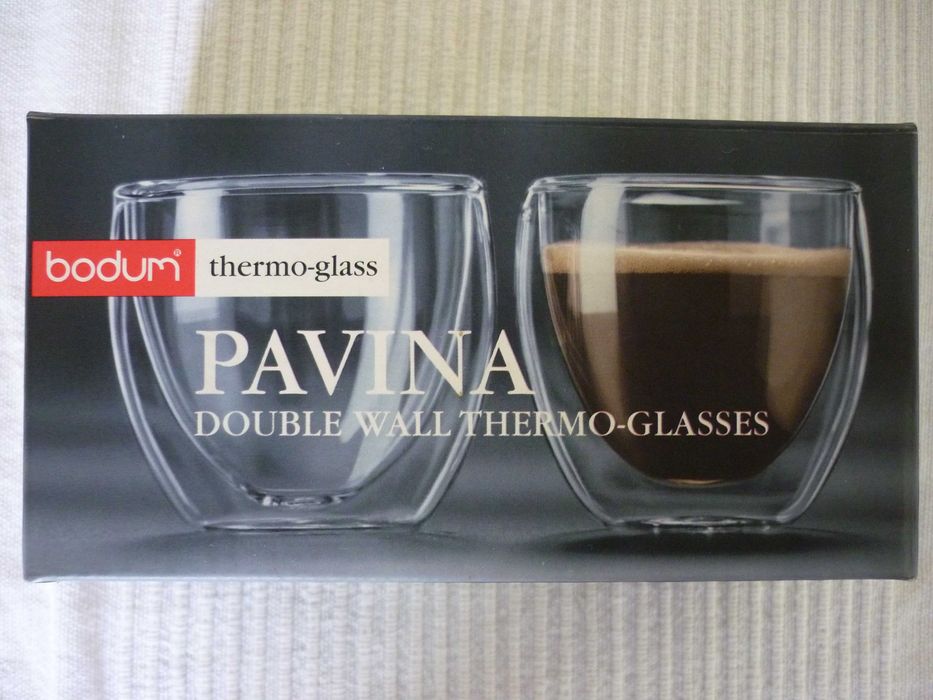 bodum® thermo-glass
PAVINA
DOUBLE WALL THERMO-GLASSES